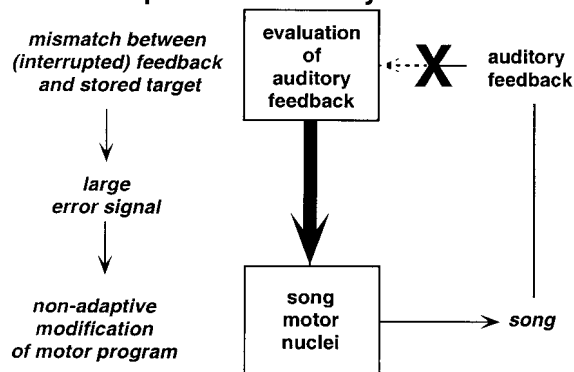 mismatch between
(interrupted) feedback
and stored target
large
error signal
non-adaptive
modification
of motor program
evaluation
of
auditory
feedback
X
auditory
feedback
song
motor
nuclei
song